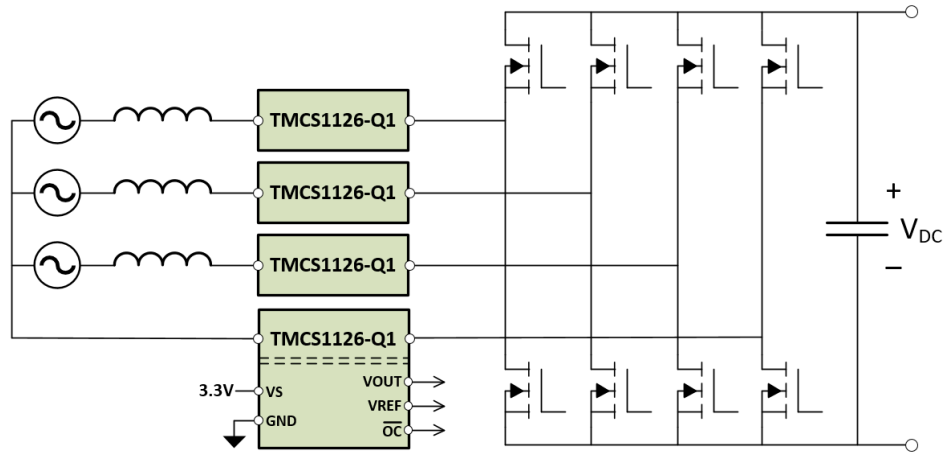 TMCS1126-Q1
TMCS1126-Q1
TMCS1126-Q1
TMCS1126-Q1
3.3V
VS
GND
VOUT
VREF
OC
+
VDC
−